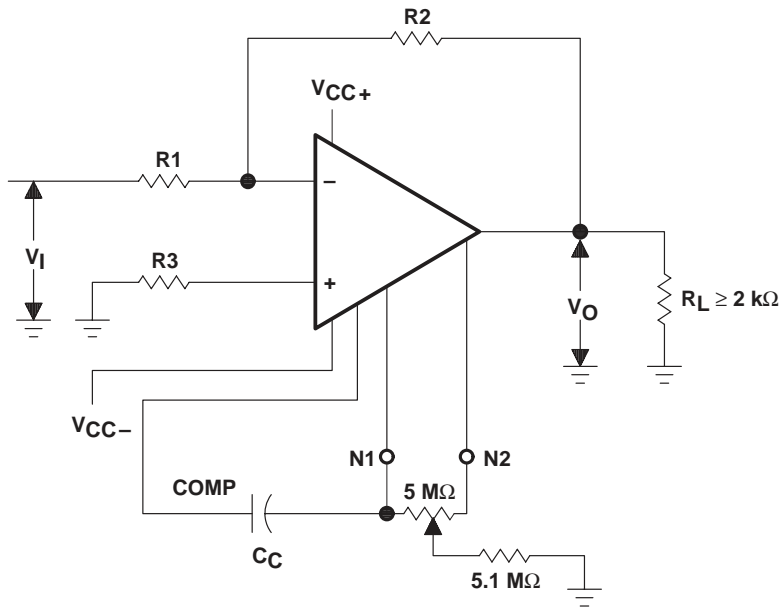 R2
VCC+
R1
−
VI
R3
+
VO
RL ≥ 2 kΩ
VCC−
N1
N2
COMP
5 MΩ
CC
5.1 MΩ